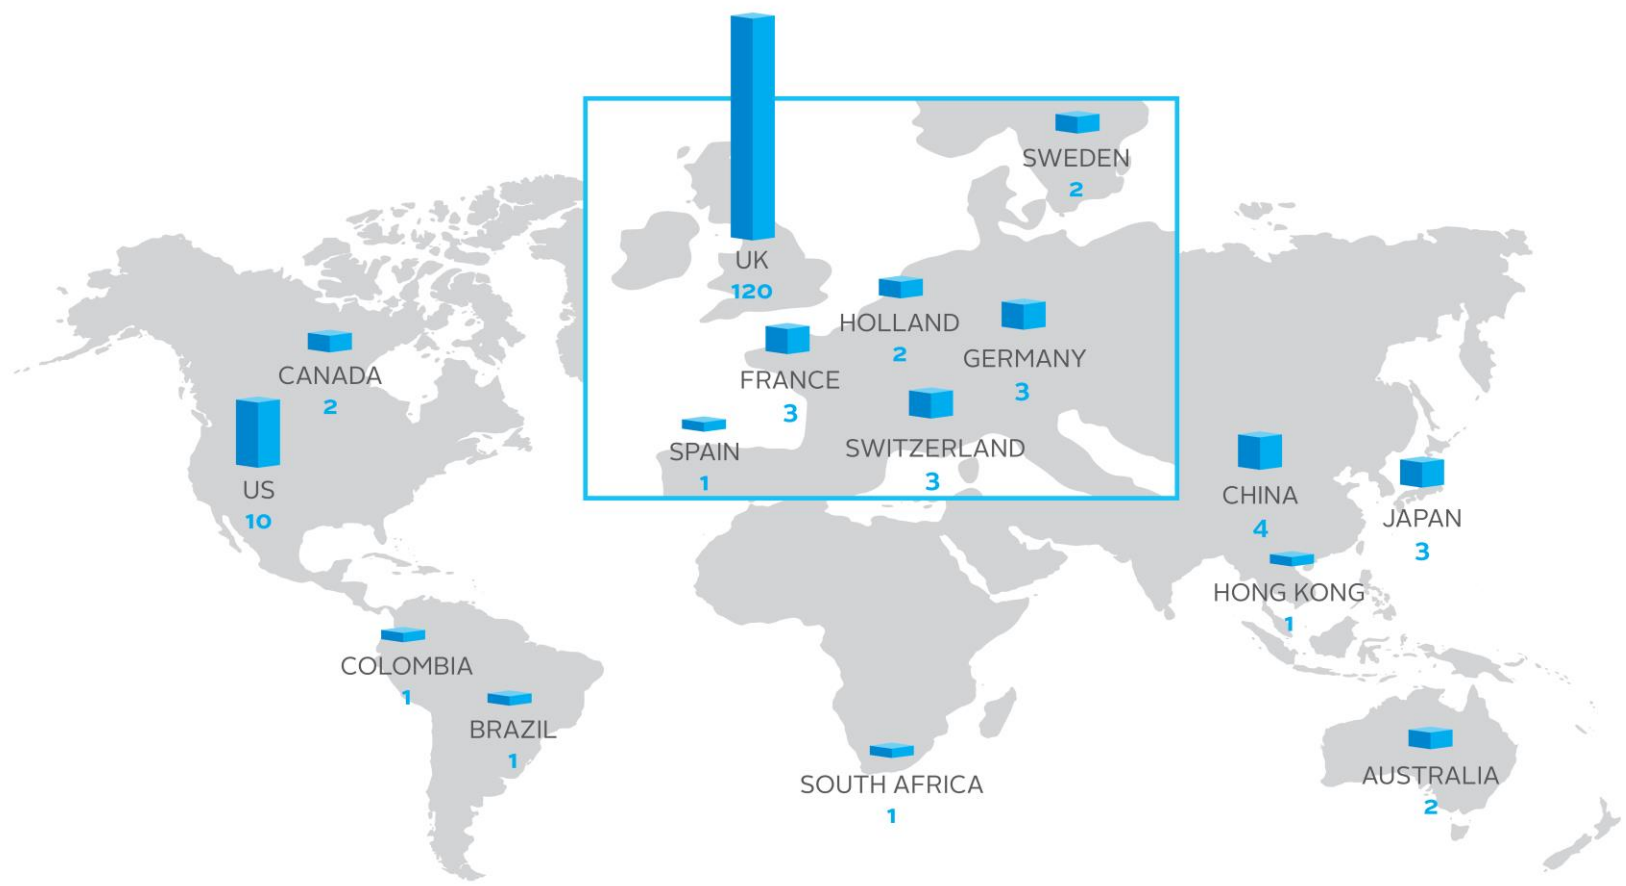 SWEDEN
2
UK
120
HOLLAND
2
GERMANY
3
FRANCE
3
SWITZERLAND
3
SPAIN
1
CANADA
2
US
10
CHINA
4
JAPAN
3
HONG KONG
1
COLOMBIA
1
BRAZIL
1
SOUTH AFRICA
1
AUSTRALIA
2